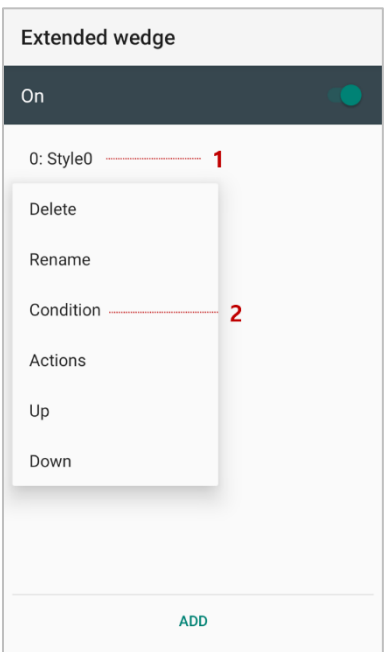 Extended wedge
On
0: Style0 1
Delete
Rename
Condition 2
Actions
Up
Down
ADD